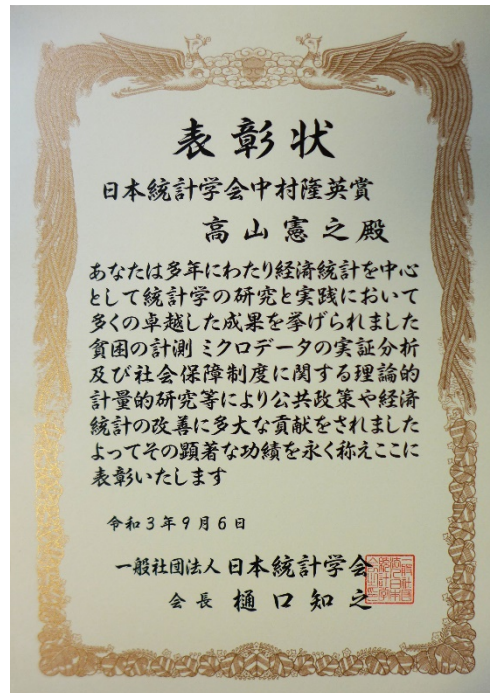 表彰状
日本統計学会中村隆英賞
高山憲之殿
あなたは多年にわたり経済統計を中心
として統計学の研究と実践において
多くの卓越した成果を挙げられました
貧困の計測 ミクロデータの実証分析
及び社会保障制度に関する理論的
計量的研究等により公共政策や経済
統計の改善に多大な貢献をされました
よってその顕著な功績を永く称えここに
表彰いたします
令和3年9月6日
一般社団法人 日本統計学会
会長 樋口知之